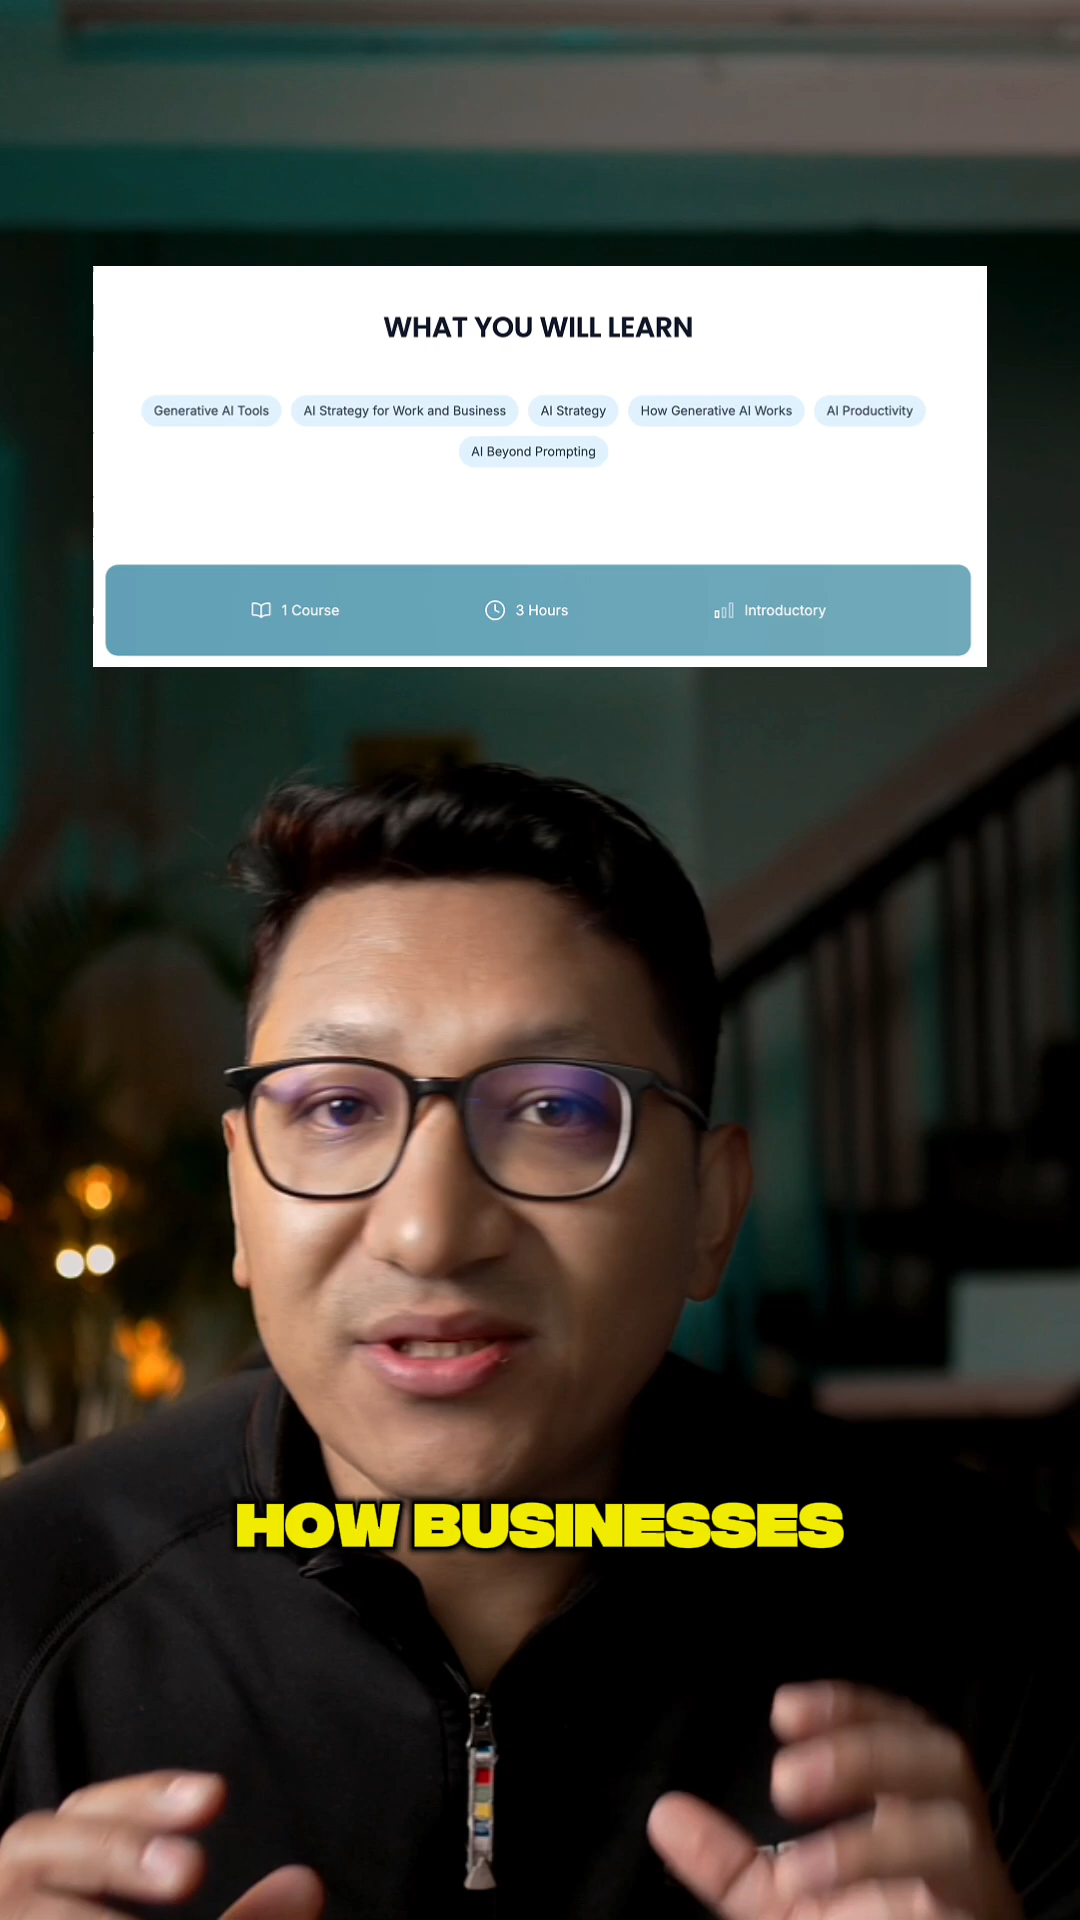 WHAT YOU WILL LEARN
Generative AI Tools
AI Strategy for Work and Business
AI Strategy
How Generative AI Works
AI Productivity
AI Beyond Prompting
1 Course
3 Hours
Introductory
HOW BUSINESSES